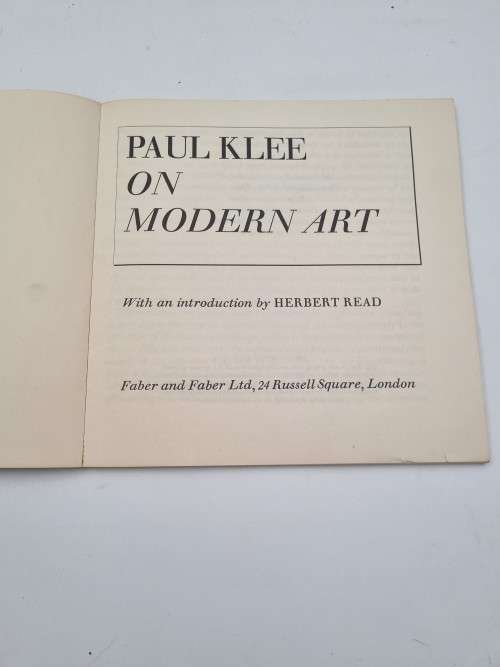 PAUL KLEE
ON
MODERN ART
With an introduction by HERBERT READ
Faber and Faber Ltd, 24 Russell Square, London